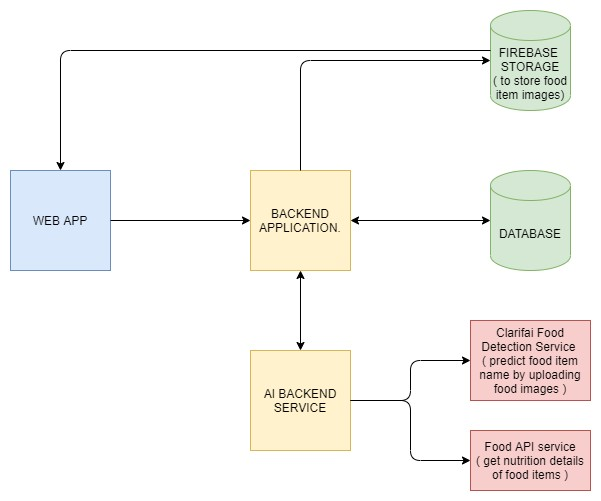 FIREBASE
STORAGE
( to store food
item images)
WEB APP
BACKEND
APPLICATION.
DATABASE
AI BACKEND
SERVICE
Clarifai Food
Detection Service
( predict food item
name by uploading
food images )
Food API service
( get nutrition details
of food items )